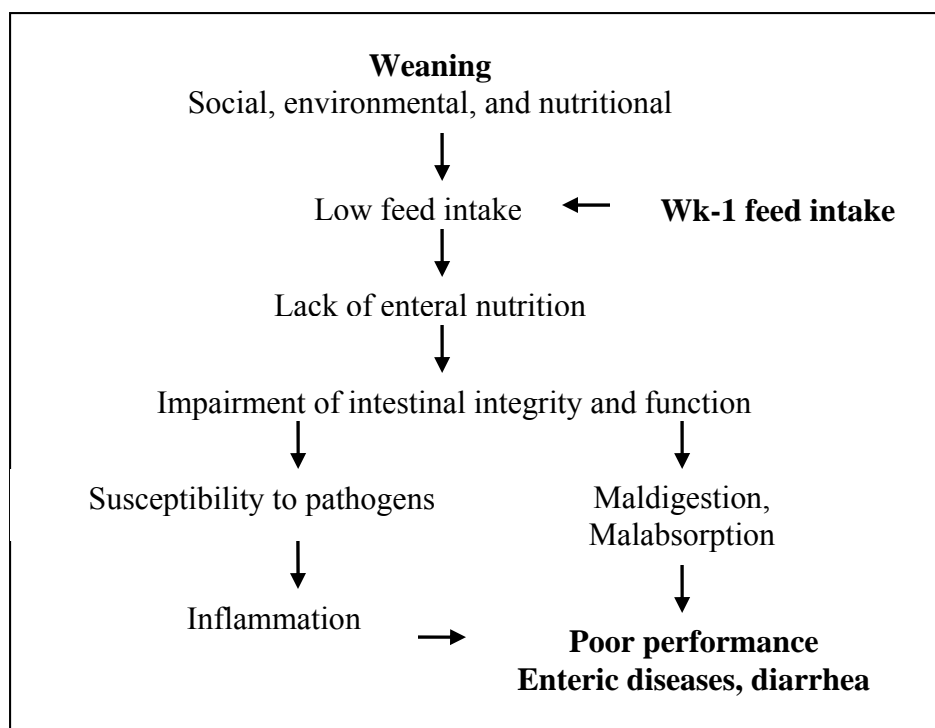 Weaning
Social, environmental, and nutritional
Low feed intake
Wk-1 feed intake
Lack of enteral nutrition
Impairment of intestinal integrity and function
Susceptibility to pathogens
Maldigestion,
Malabsorption
Inflammation
Poor performance
Enteric diseases, diarrhea